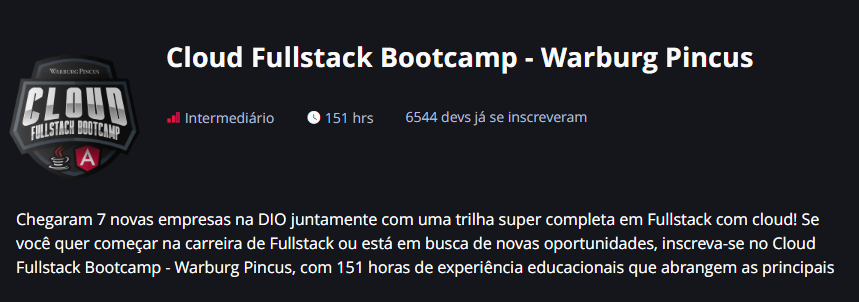 Cloud Fullstack Bootcamp - Warburg Pincus
WARBURG PINCUS
CLOUD
FULLSTACK BOOTCAMP
A
Intermediário
151 hrs
6544 devs já se inscreveram
Chegaram 7 novas empresas na DIO juntamente com uma trilha super completa em Fullstack com cloud! Se
você quer começar na carreira de Fullstack ou está em busca de novas oportunidades, inscreva-se no Cloud
Fullstack Bootcamp - Warburg Pincus, com 151 horas de experiência educacionais que abrangem as principais